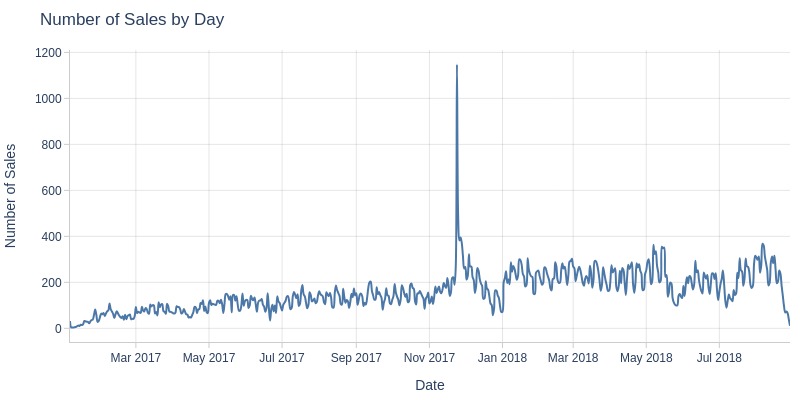 Number of Sales by Day
Number of Sales
1200
1000
800
600
400
200
0
Mar 2017
May 2017
Jul 2017
Sep 2017
Nov 2017
Jan 2018
Mar 2018
May 2018
Jul 2018
Date